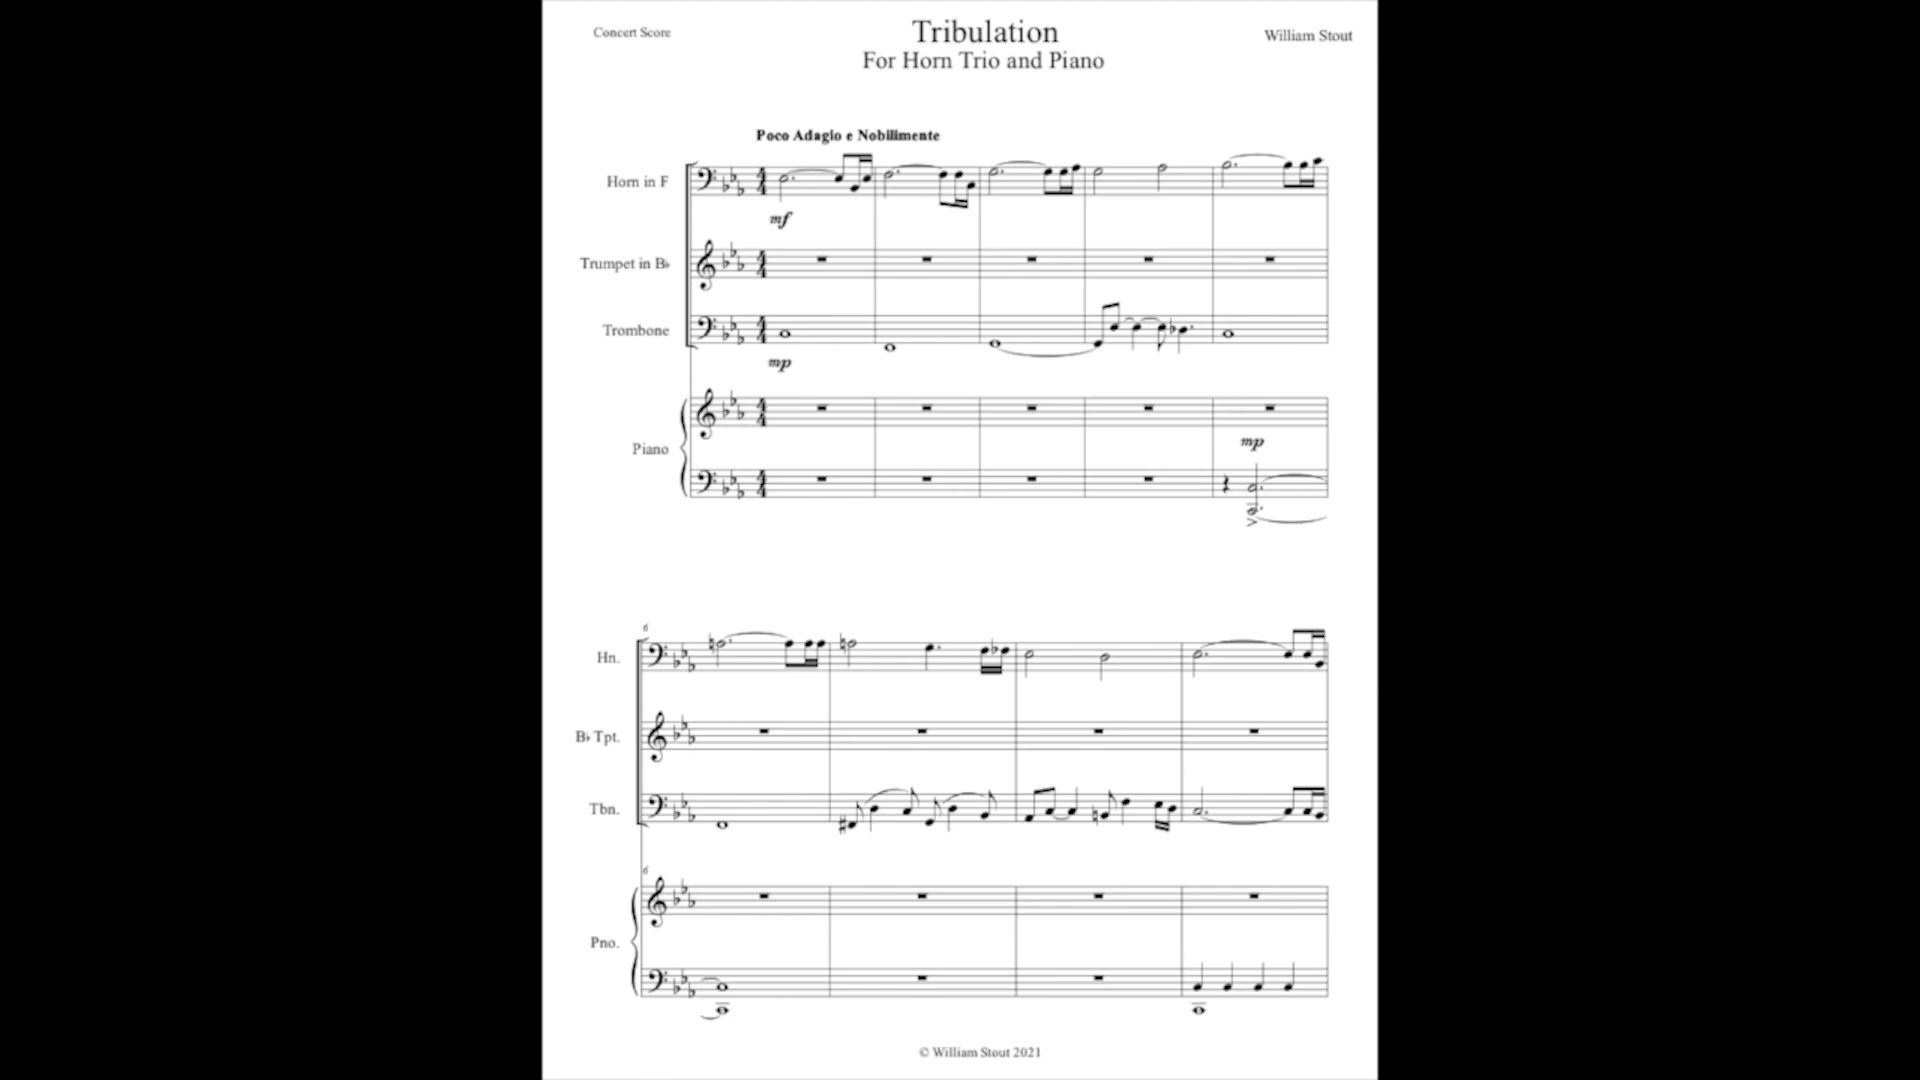 Concert Score
Tribulation
William Stout
For Horn Trio and Piano
Poco Adagio e Nobilimente
Horn in F
mf
Trumpet in B♭
Trombone
mp
Piano
mp
6
Hn.
B♭ Tpt.
Tbn.
6
Pno.
© William Stout 2021